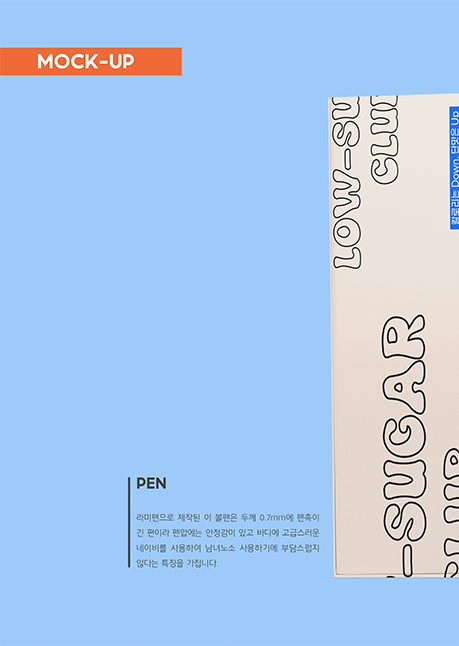 MOCK-UP
LOW-SU
CLU
칼로리는 Down, 단맛은 Up
-SUGAR
CLUB
PEN
라미펜으로 제작된 이 볼펜은 두께 0.7mm에 펜촉이
긴 편이라 펜압에는 안정감이 있고 바디에 고급스러운
네이비를 사용하여 남녀노소 사용하기에 부담스럽지
않다는 특징을 가집니다.